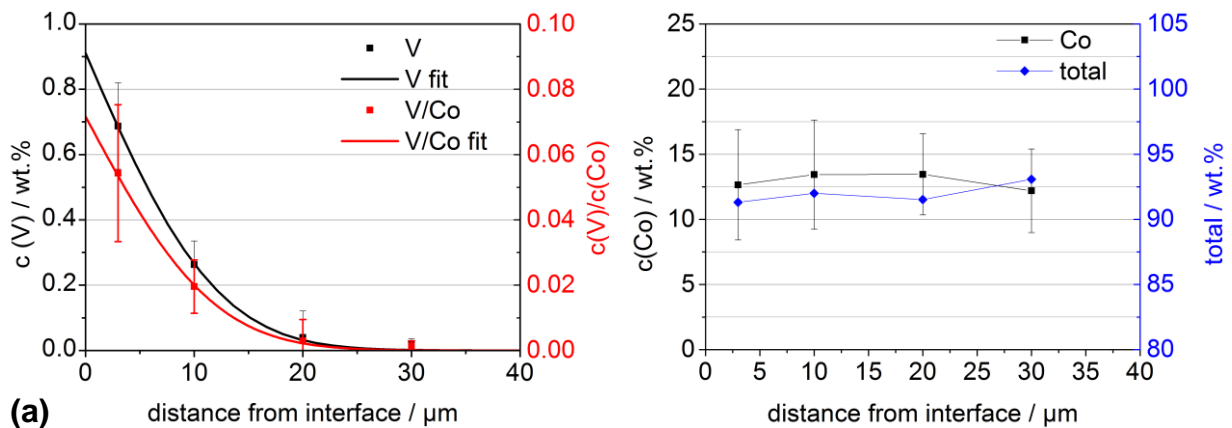 1.0
0.8
0.6
0.4
0.2
0.0
c (V) / wt.%
0 10 20 30 40
distance from interface / µm
V
V fit
V/Co
V/Co fit
0.10
0.08
0.06
0.04
0.02
0.00
c(V)/c(Co)
(a)
25
20
15
10
5
0
c(Co) / wt.%
0 5 10 15 20 25 30 35 40
distance from interface / µm
Co
total
105
100
95
90
85
80
total / wt.%